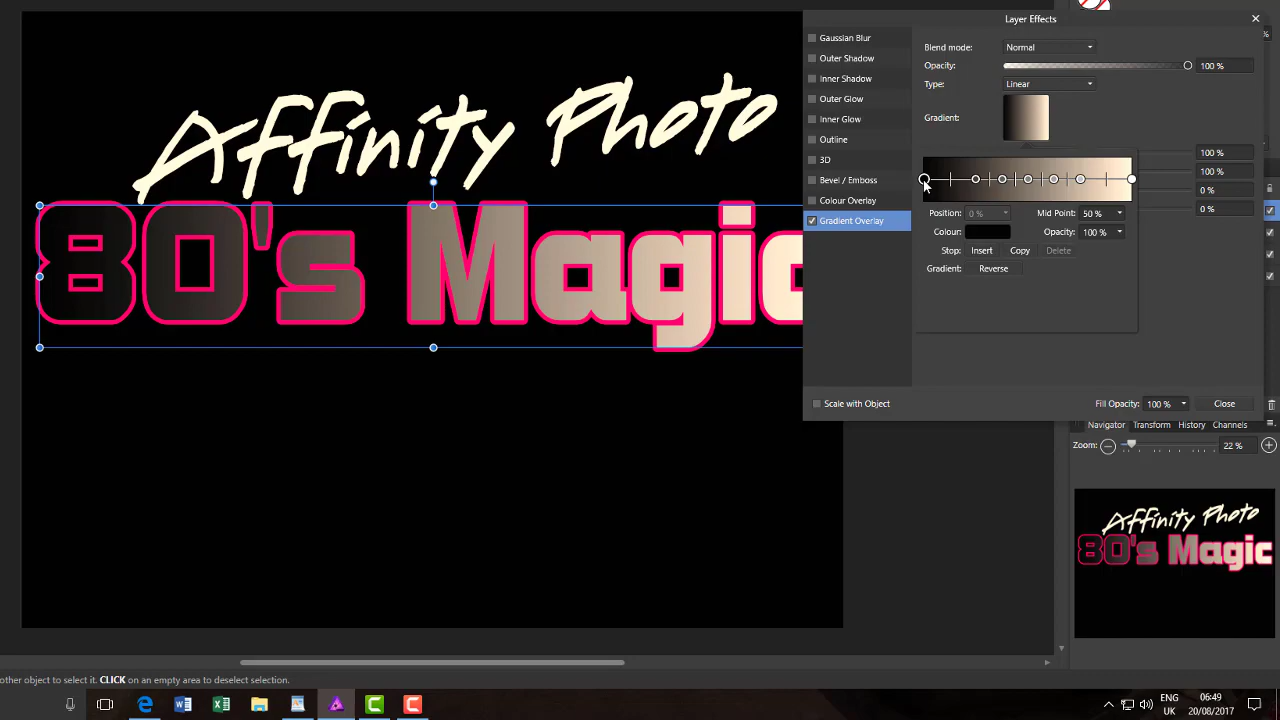 Layer Effects
Gaussian Blur
Outer Shadow
Inner Shadow
Outer Glow
Inner Glow
Outline
3D
Bevel / Emboss
Colour Overlay
Gradient Overlay
Blend mode: Normal
Opacity: 100 %
Type: Linear
Gradient:
100 %
100 %
0 %
0 %
Position: 0 % Mid Point: 50 %
Colour: Opacity: 100 %
Stop: Insert Copy Delete
Gradient: Reverse
Scale with Object Fill Opacity: 100 % Close
Affinity Photo
80's Magic
Navigator Transform History Channels
Zoom: 22 %
Affinity Photo
80's Magic
other object to select it. CLICK on an empty area to deselect selection.
ENG
UK
06:49
20/08/2017